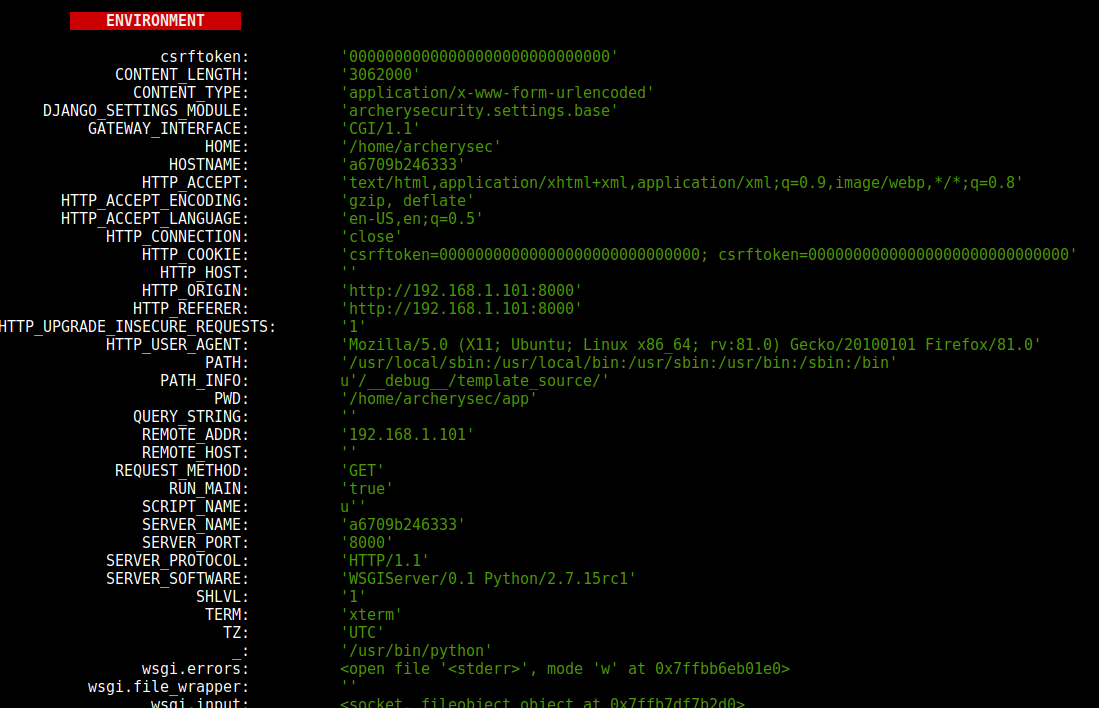 ENVIRONMENT
csrftoken: '00000000000000000000000000000'
CONTENT_LENGTH: '3062000'
CONTENT_TYPE: 'application/x-www-form-urlencoded'
DJANGO_SETTINGS_MODULE: 'archerysecurity.settings.base'
GATEWAY_INTERFACE: 'CGI/1.1'
HOME: '/home/archerysec'
HOSTNAME: 'a6709b246333'
HTTP_ACCEPT: 'text/html,application/xhtml+xml,application/xml;q=0.9,image/webp,*/*;q=0.8'
HTTP_ACCEPT_ENCODING: 'gzip, deflate'
HTTP_ACCEPT_LANGUAGE: 'en-US,en;q=0.5'
HTTP_CONNECTION: 'close'
HTTP_COOKIE: 'csrftoken=00000000000000000000000000000; csrftoken=00000000000000000000000000000'
HTTP_HOST: ''
HTTP_ORIGIN: 'http://192.168.1.101:8000'
HTTP_REFERER: 'http://192.168.1.101:8000'
HTTP_UPGRADE_INSECURE_REQUESTS: '1'
HTTP_USER_AGENT: 'Mozilla/5.0 (X11; Ubuntu; Linux x86_64; rv:81.0) Gecko/20100101 Firefox/81.0'
PATH: '/usr/local/sbin:/usr/local/bin:/usr/sbin:/usr/bin:/sbin:/bin'
PATH_INFO: u'/__debug__/template_source/'
PWD: '/home/archerysec/app'
QUERY_STRING: ''
REMOTE_ADDR: '192.168.1.101'
REMOTE_HOST: ''
REQUEST_METHOD: 'GET'
RUN_MAIN: 'true'
SCRIPT_NAME: u''
SERVER_NAME: 'a6709b246333'
SERVER_PORT: '8000'
SERVER_PROTOCOL: 'HTTP/1.1'
SERVER_SOFTWARE: 'WSGIServer/0.1 Python/2.7.15rc1'
SHLVL: '1'
TERM: 'xterm'
TZ: 'UTC'
_: '/usr/bin/python'
wsgi.errors: <open file '<stderr>', mode 'w' at 0x7ffbb6eb01e0>
wsgi.file_wrapper: ''
wsgi.input: <socket._fileobject object at 0x7ffb7df7b2d0>